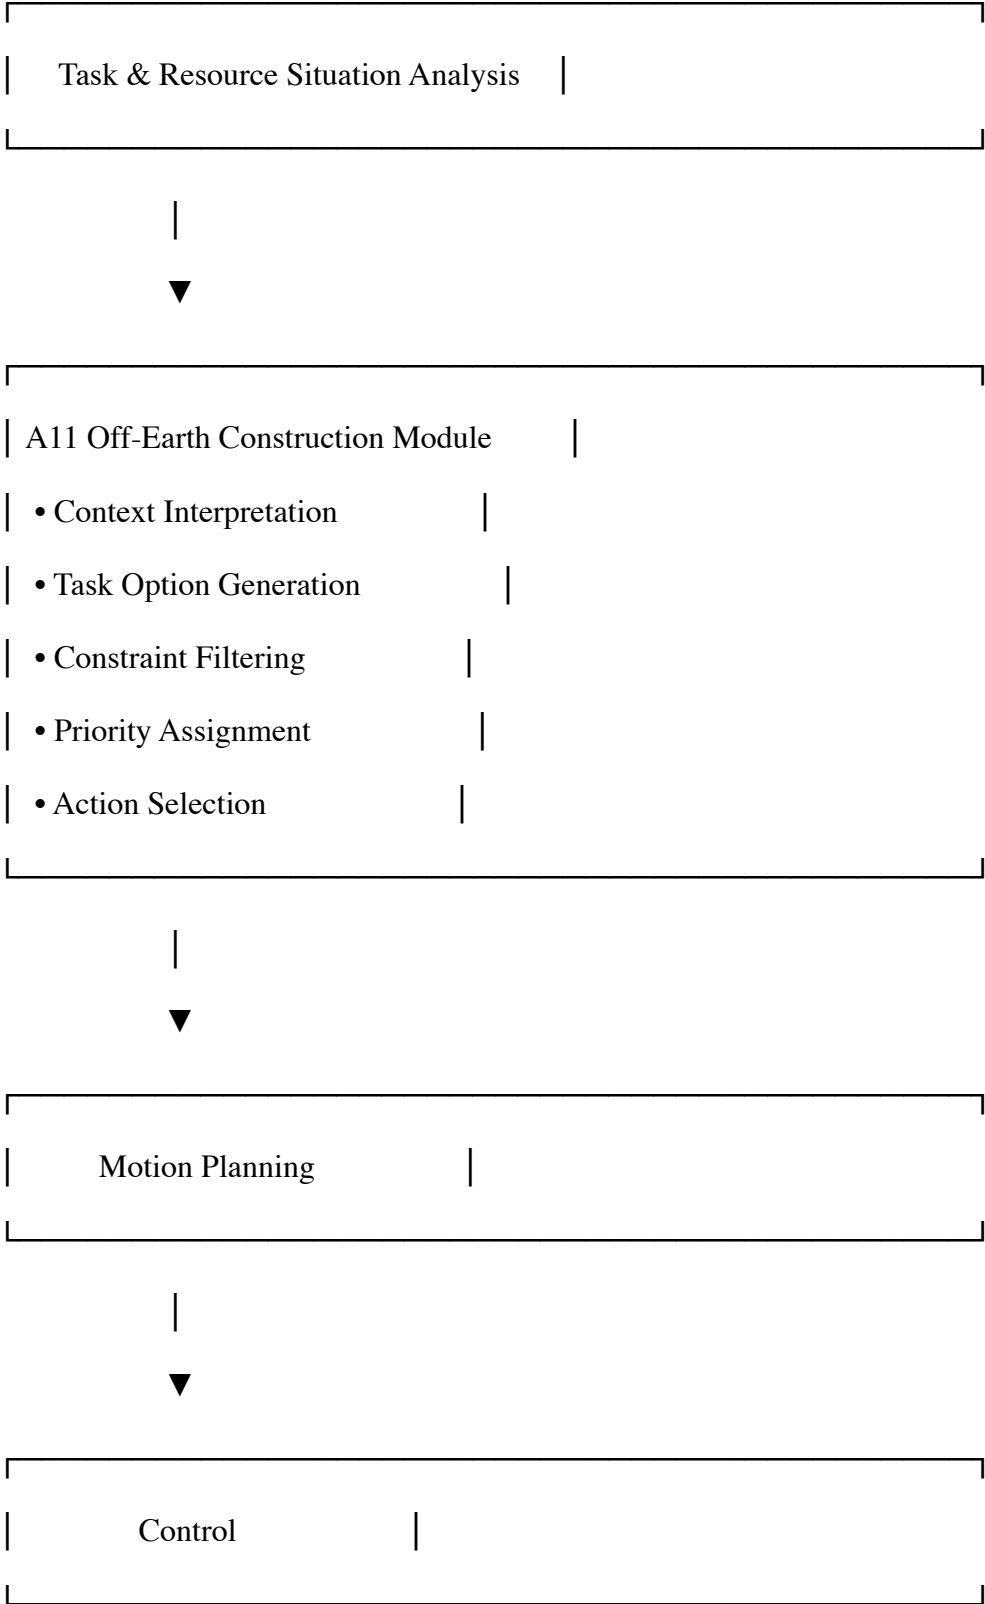 Task & Resource Situation Analysis
▼
A11 Off-Earth Construction Module
• Context Interpretation
• Task Option Generation
• Constraint Filtering
• Priority Assignment
• Action Selection
▼
Motion Planning
▼
Control